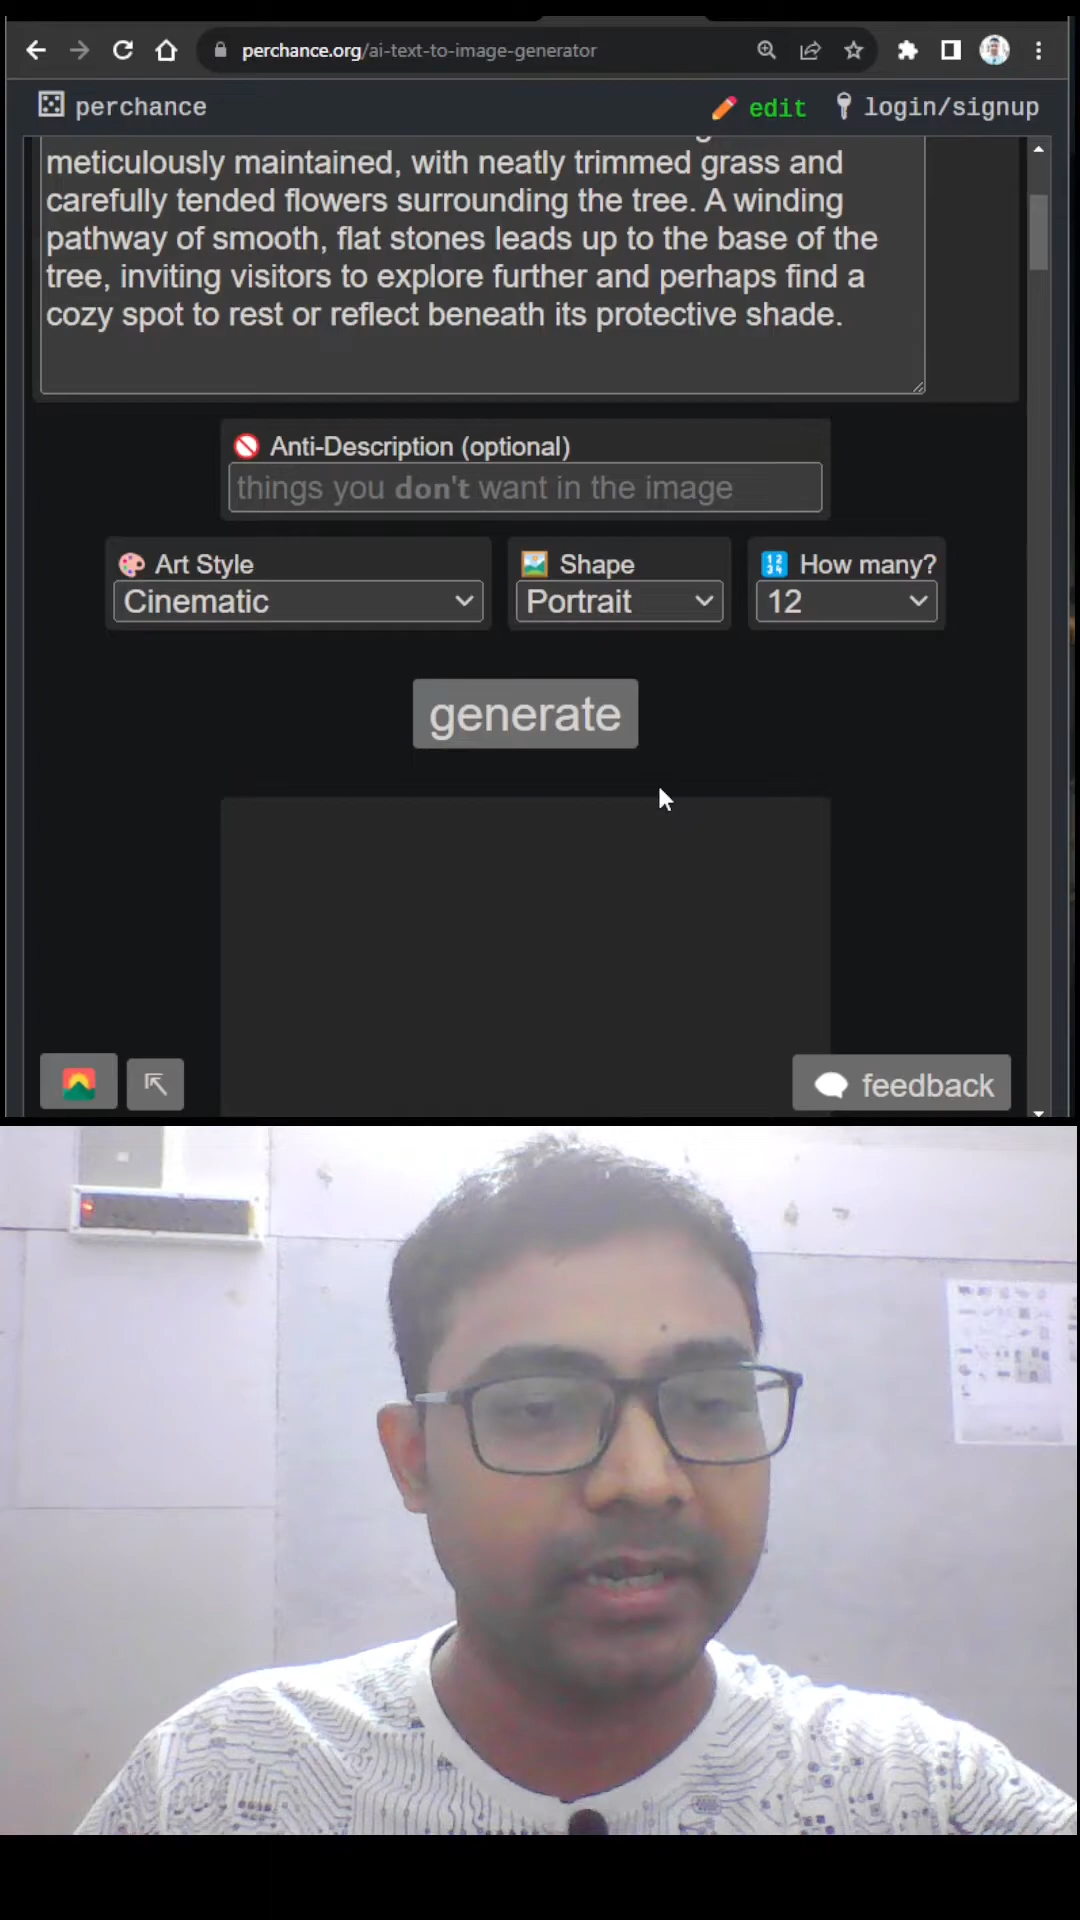 perchance.org/ai-text-to-image-generator
perchance
edit
login/signup
meticulously maintained, with neatly trimmed grass and
carefully tended flowers surrounding the tree. A winding
pathway of smooth, flat stones leads up to the base of the
tree, inviting visitors to explore further and perhaps find a
cozy spot to rest or reflect beneath its protective shade.
Anti-Description (optional)
things you don't want in the image
Art Style
Shape
How many?
Cinematic
Portrait
12
generate
feedback